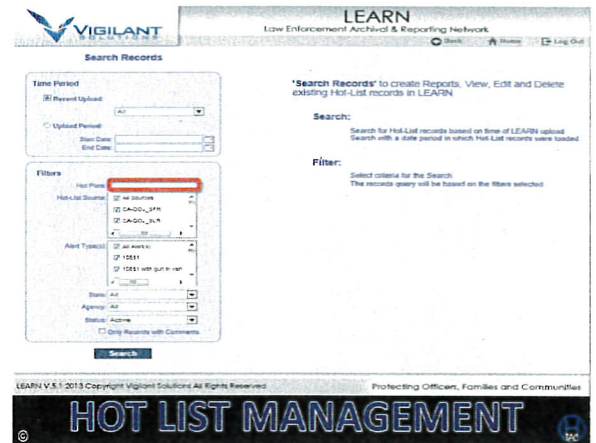 VIGILANT
SOLUTIONS
LEARN
Law Enforcement Archival & Reporting Network
Back Home Log Out
Search Records
Time Period
Recent Upload:
All
Upload Period:
Start Date:
End Date:
Filters
Hot Plate:
Hot-List Source:
All Sources
Alert Type(s):
All Alert(s)
10851
10851 with gun in veh
State: All
Agency: All
Status: Active
Only Records with Comments
Search
'Search Records' to create Reports, View, Edit and Delete
existing Hot-List records in LEARN
Search:
Search for Hot-List records based on time of LEARN upload
Search with a date period in which Hot-List records were loaded
Filter:
Select criteria for the Search
The records query will be based on the filters selected
LEARN V.5.1 2013 Copyright Vigilant Solutions All Rights Reserved
Protecting Officers, Families and Communities
HOT LIST MANAGEMENT
©